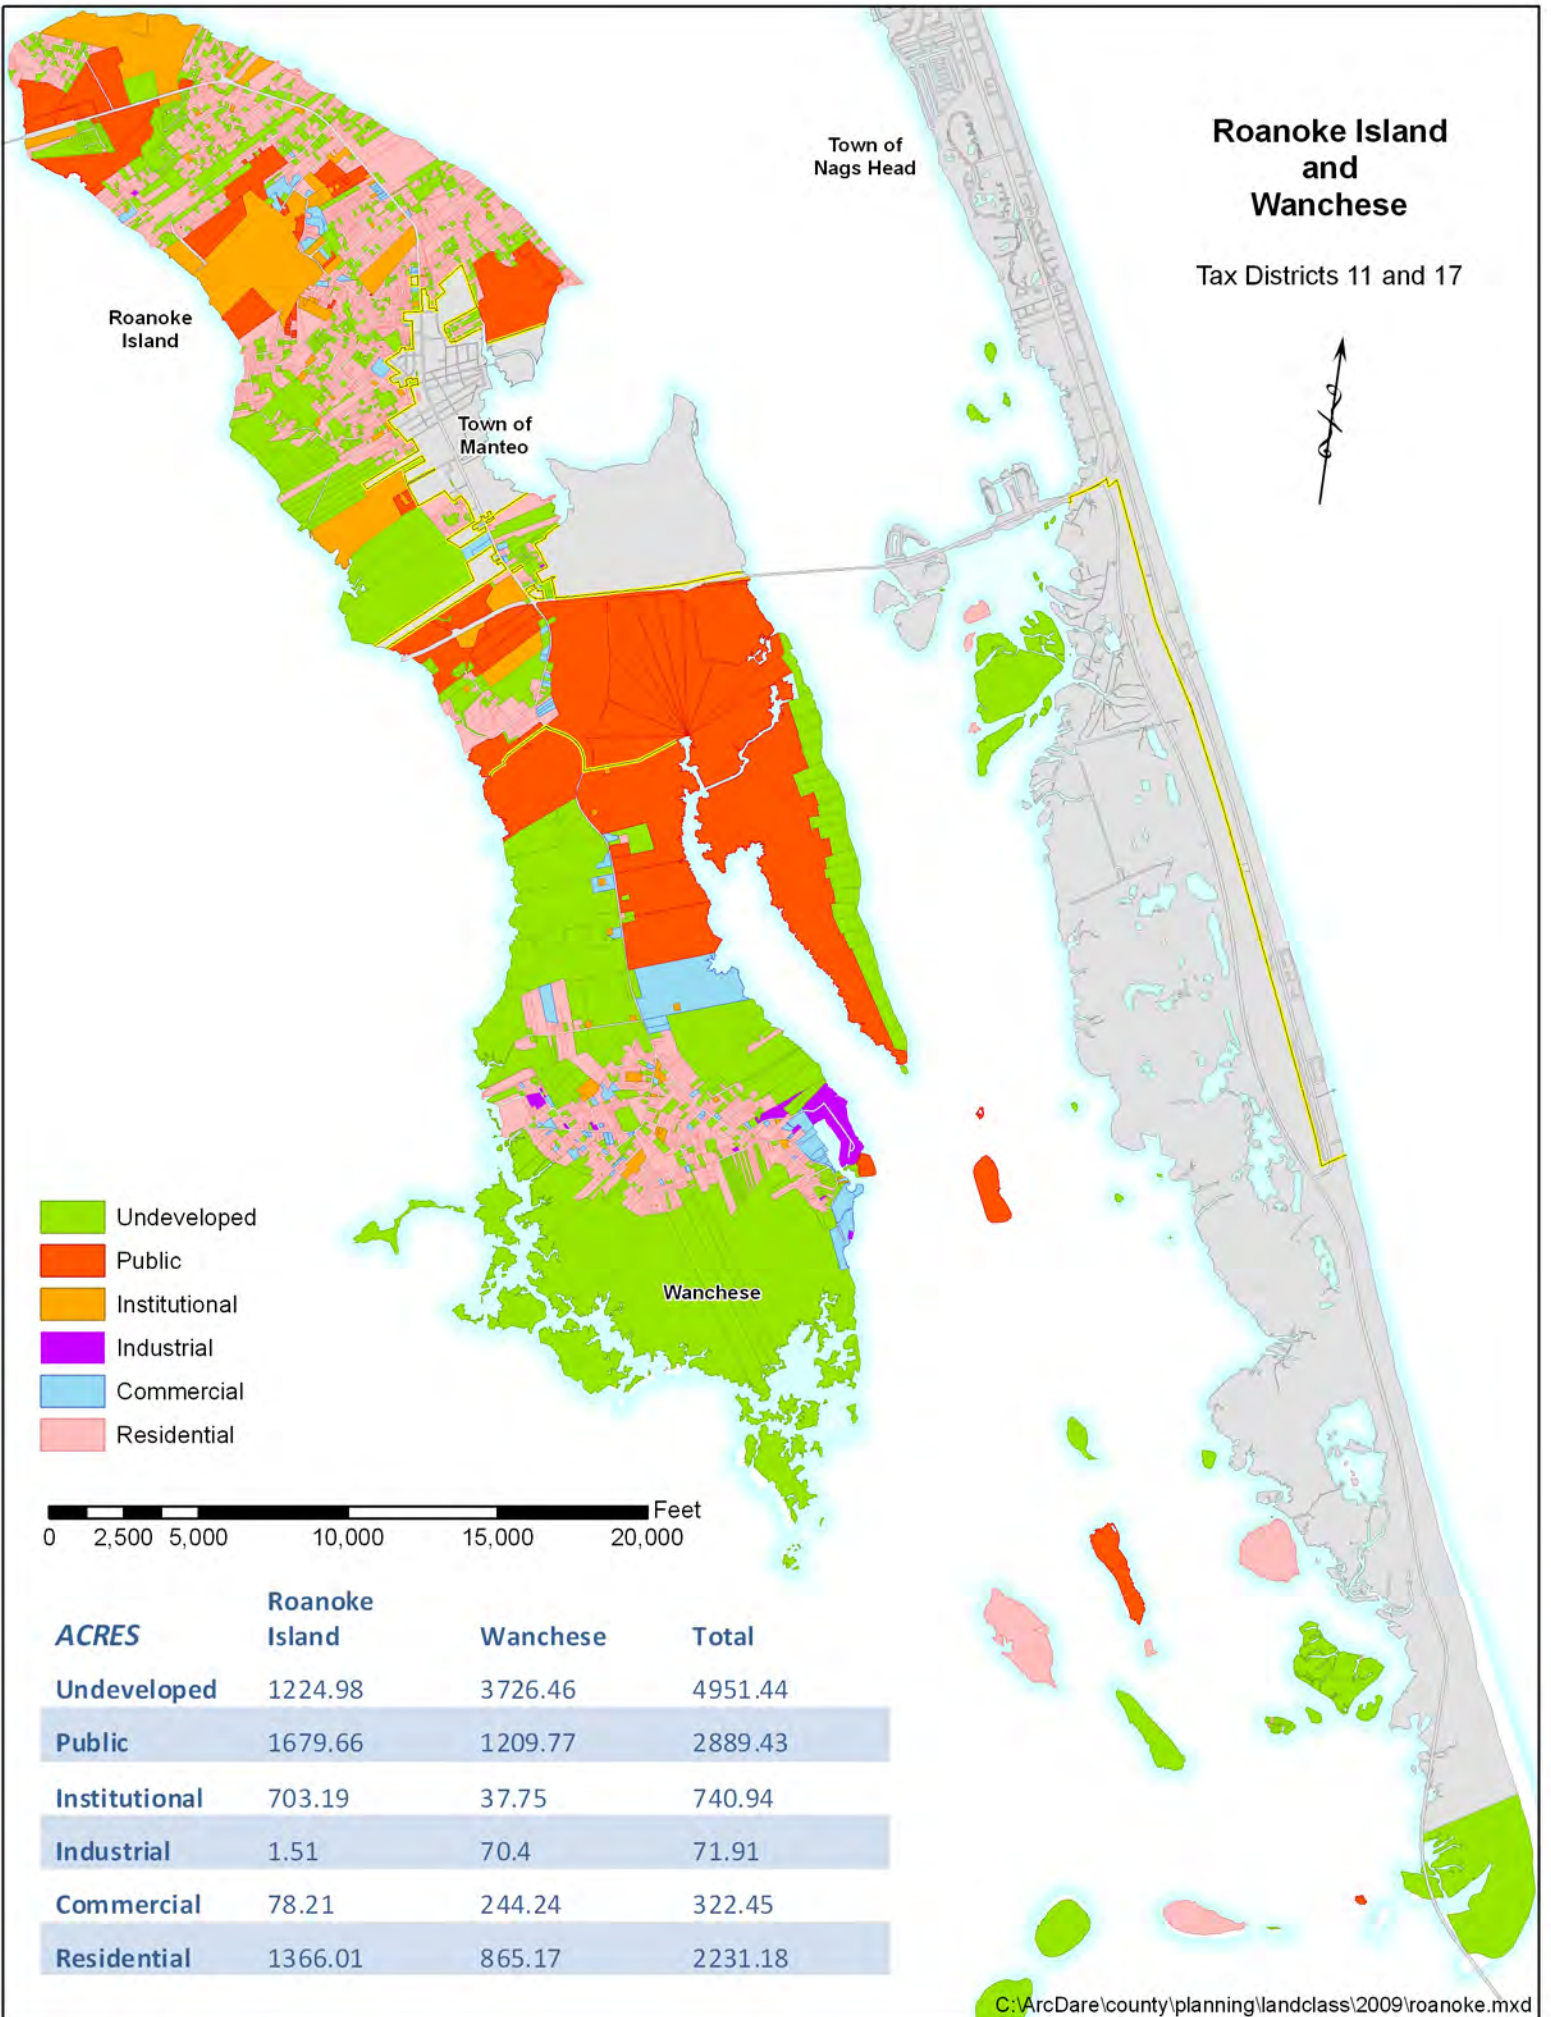 Roanoke Island
and
Wanchese
Tax Districts 11 and 17
Town of
Nags Head
Roanoke
Island
Town of
Manteo
Wanchese
Undeveloped
Public
Institutional
Industrial
Commercial
Residential
Feet
0 2,500 5,000 10,000 15,000 20,000
ACRES Roanoke Island Wanchese Total
Undeveloped 1224.98 3726.46 4951.44
Public 1679.66 1209.77 2889.43
Institutional 703.19 37.75 740.94
Industrial 1.51 70.4 71.91
Commercial 78.21 244.24 322.45
Residential 1366.01 865.17 2231.18
C:\ArcDare\county\planning\landclass\2009\roanoke.mxd